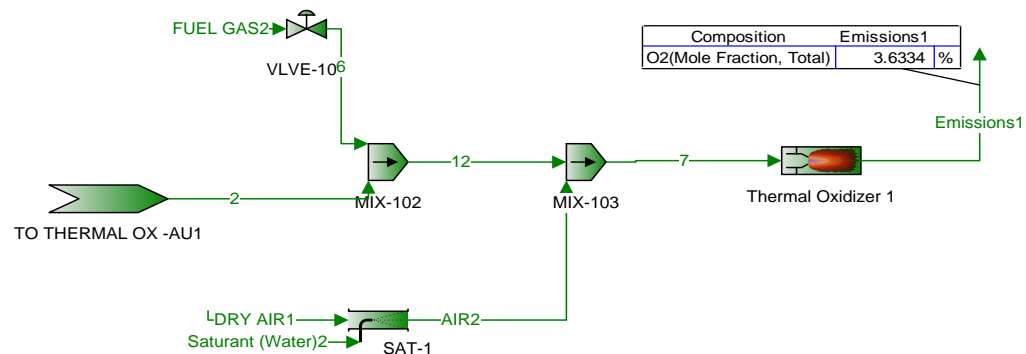 FUEL GAS2
VLVE-10
6
Composition Emissions1
O2(Mole Fraction, Total) 3.6334 %
Emissions1
12
7
MIX-102
MIX-103
Thermal Oxidizer 1
2
TO THERMAL OX -AU1
DRY AIR1
AIR2
Saturant (Water)2
SAT-1